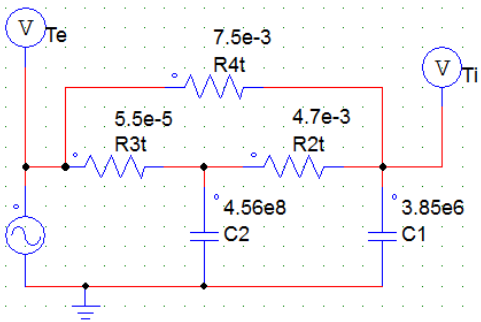 V Te
7.5e-3
R4t
V Ti
5.5e-5
R3t
4.7e-3
R2t
4.56e8
C2
3.85e6
C1